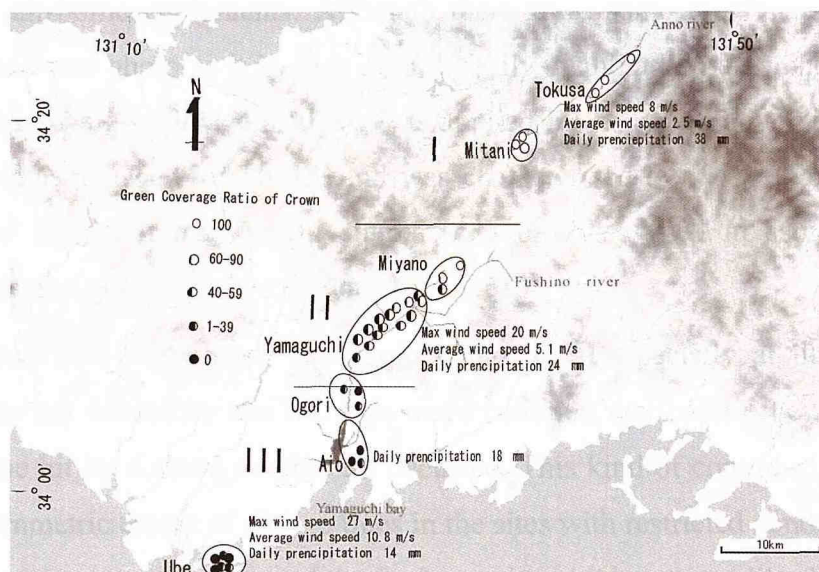 Anno river
131°10′
131°50′
N
34°20′
Tokusa
Max wind speed 8 m/s
Average wind speed 2.5 m/s
Daily prenciepitation 38 mm
I
Mitani
Green Coverage Ratio of Crown
100
60-90
40-59
1-39
0
Miyano
Fushino river
II
Yamaguchi
Max wind speed 20 m/s
Average wind speed 5.1 m/s
Daily prencipitation 24 mm
Ogori
III
Aio
Daily prencipitation 18 mm
34°00′
Yamaguchi bay
Max wind speed 27 m/s
Average wind speed 10.8 m/s
Daily prencipitation 14 mm
Ube
10km